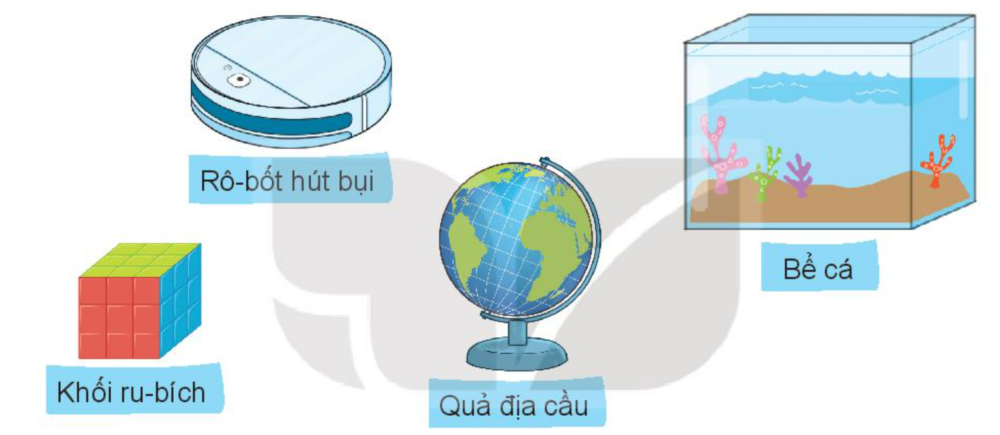 Rô-bốt hút bụi
Bể cá
Khối ru-bích
Quả địa cầu